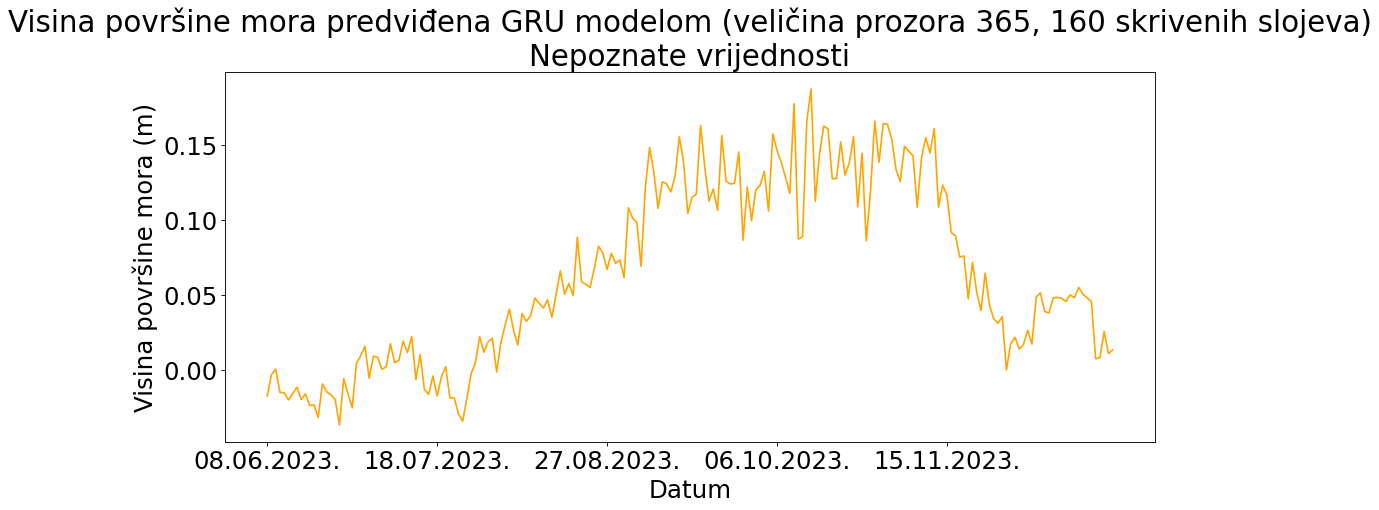 Visina površine mora predviđena GRU modelom (veličina prozora 365, 160 skrivenih slojeva)
Nepoznate vrijednosti
Visina površine mora (m)
0.15
0.10
0.05
0.00
08.06.2023. 18.07.2023. 27.08.2023. 06.10.2023. 15.11.2023.
Datum